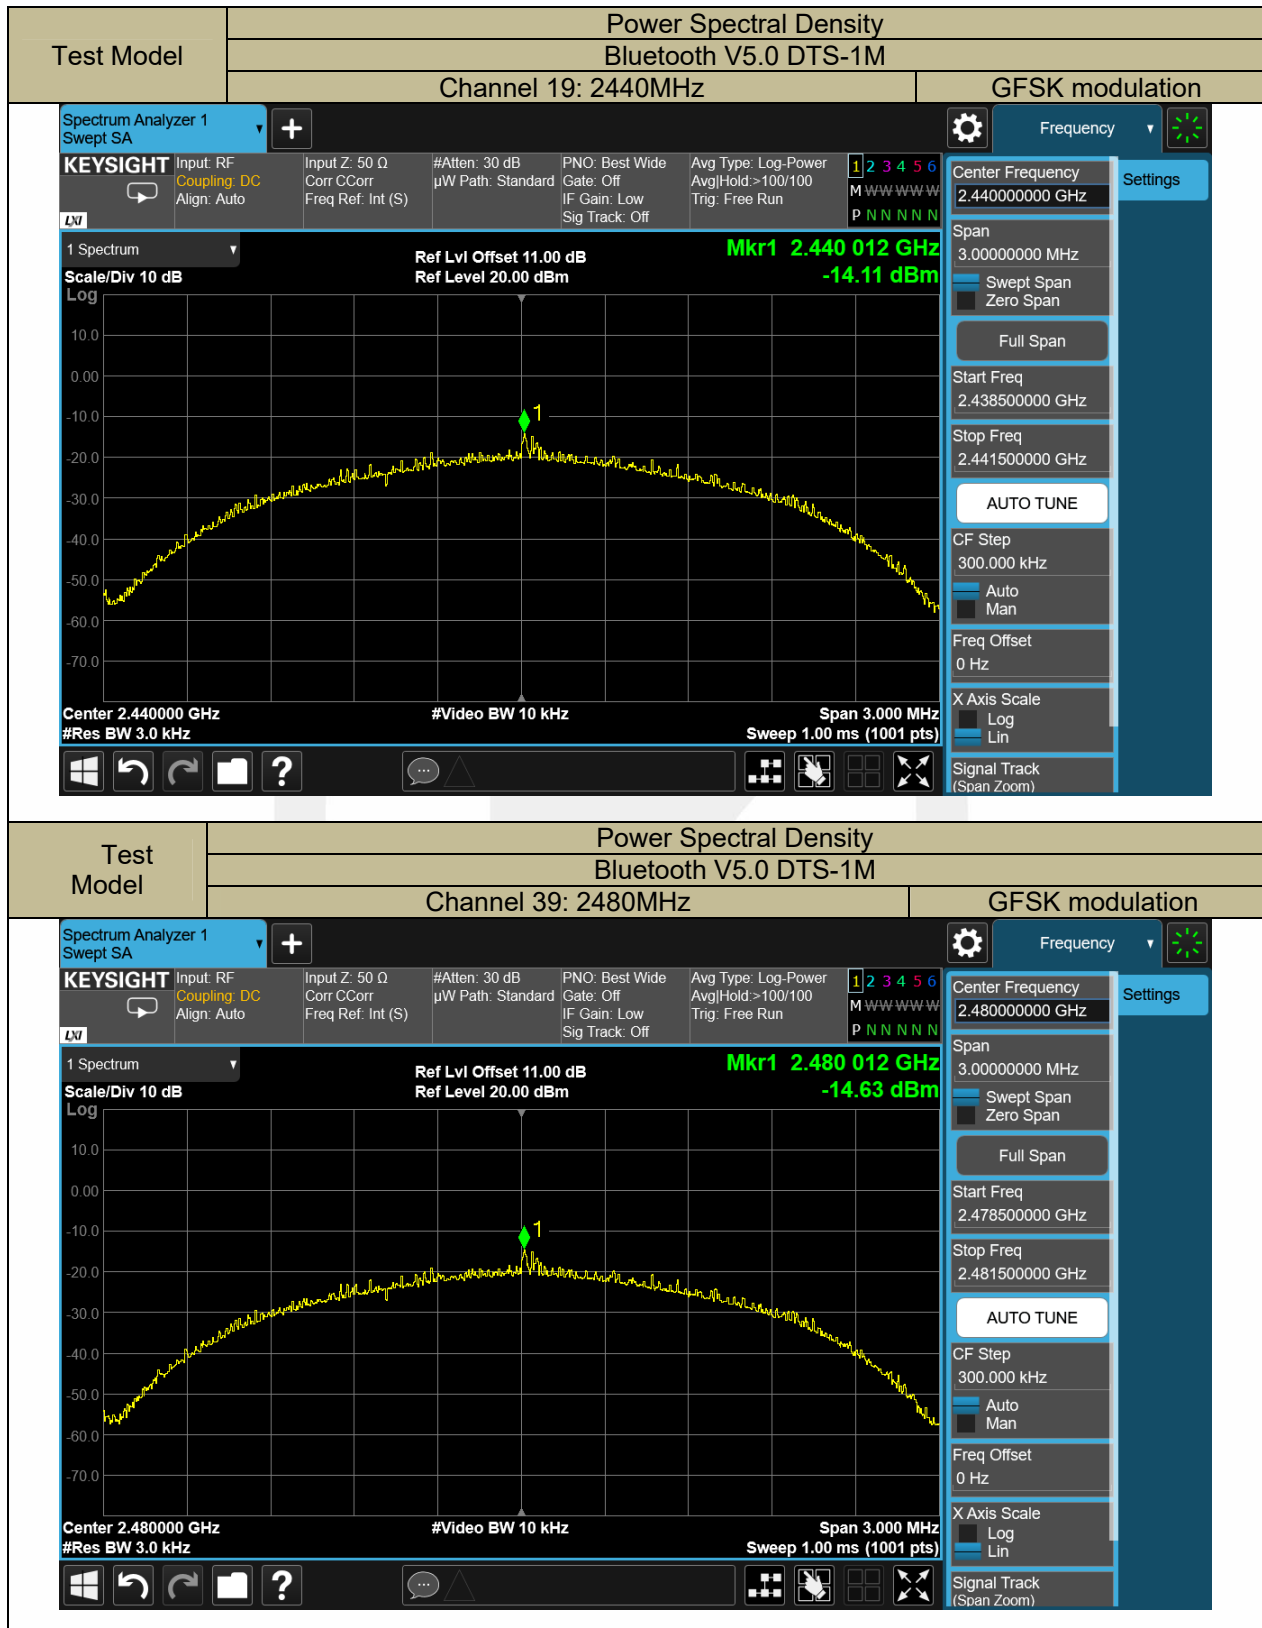 Test Model
Power Spectral Density
Bluetooth V5.0 DTS-1M
Channel 19: 2440MHz GFSK modulation
Spectrum Analyzer 1
Swept SA
Frequency
KEYSIGHT
LXI
Input: RF
Coupling: DC
Align: Auto
Input Z: 50 Ω
Corr CCorr
Freq Ref: Int (S)
#Atten: 30 dB
µW Path: Standard
PNO: Best Wide
Gate: Off
IF Gain: Low
Sig Track: Off
Avg Type: Log-Power
Avg|Hold:>100/100
Trig: Free Run
1 2 3 4 5 6
M W W W W W
P N N N N N
1 Spectrum
Scale/Div 10 dB
Log
Ref Lvl Offset 11.00 dB
Ref Level 20.00 dBm
Mkr1 2.440 012 GHz
-14.11 dBm
10.0
0.00
-10.0
-20.0
-30.0
-40.0
-50.0
-60.0
-70.0
1
Center 2.440000 GHz
#Res BW 3.0 kHz
#Video BW 10 kHz
Span 3.000 MHz
Sweep 1.00 ms (1001 pts)
Center Frequency
2.440000000 GHz
Settings
Span
3.00000000 MHz
Swept Span
Zero Span
Full Span
Start Freq
2.438500000 GHz
Stop Freq
2.441500000 GHz
AUTO TUNE
CF Step
300.000 kHz
Auto
Man
Freq Offset
0 Hz
X Axis Scale
Log
Lin
Signal Track
(Span Zoom)
Test
Model
Power Spectral Density
Bluetooth V5.0 DTS-1M
Channel 39: 2480MHz GFSK modulation
Spectrum Analyzer 1
Swept SA
Frequency
KEYSIGHT
LXI
Input: RF
Coupling: DC
Align: Auto
Input Z: 50 Ω
Corr CCorr
Freq Ref: Int (S)
#Atten: 30 dB
µW Path: Standard
PNO: Best Wide
Gate: Off
IF Gain: Low
Sig Track: Off
Avg Type: Log-Power
Avg|Hold:>100/100
Trig: Free Run
1 2 3 4 5 6
M W W W W W
P N N N N N
1 Spectrum
Scale/Div 10 dB
Log
Ref Lvl Offset 11.00 dB
Ref Level 20.00 dBm
Mkr1 2.480 012 GHz
-14.63 dBm
10.0
0.00
-10.0
-20.0
-30.0
-40.0
-50.0
-60.0
-70.0
1
Center 2.480000 GHz
#Res BW 3.0 kHz
#Video BW 10 kHz
Span 3.000 MHz
Sweep 1.00 ms (1001 pts)
Center Frequency
2.480000000 GHz
Settings
Span
3.00000000 MHz
Swept Span
Zero Span
Full Span
Start Freq
2.478500000 GHz
Stop Freq
2.481500000 GHz
AUTO TUNE
CF Step
300.000 kHz
Auto
Man
Freq Offset
0 Hz
X Axis Scale
Log
Lin
Signal Track
(Span Zoom)